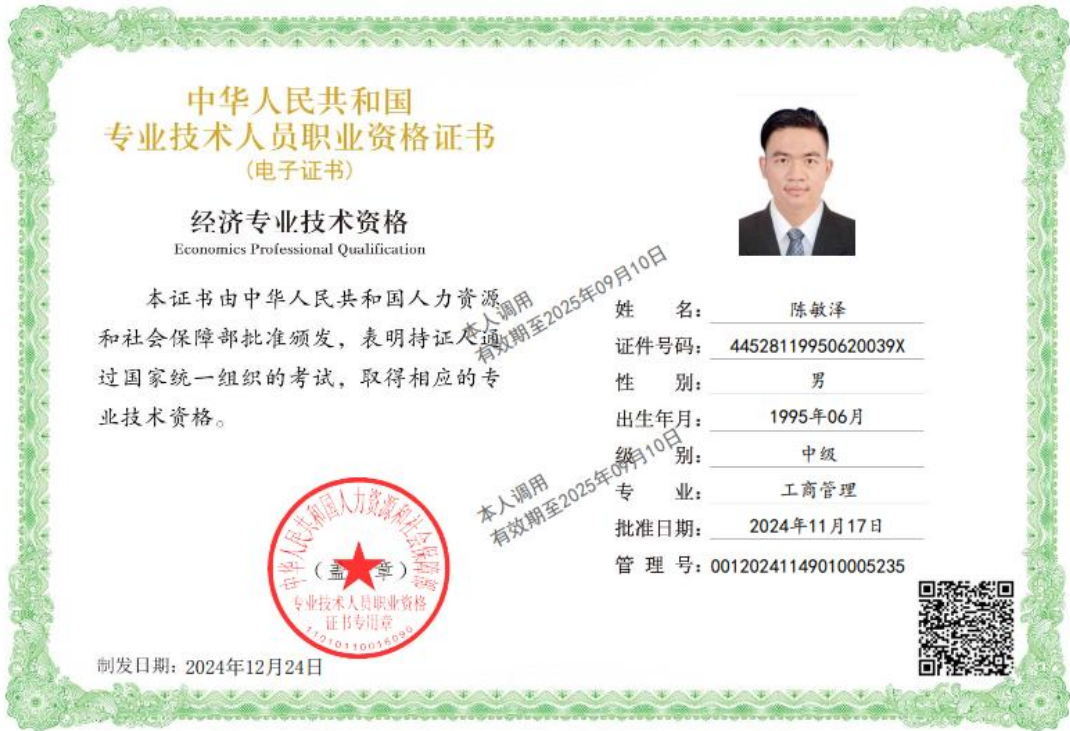 中华人民共和国
专业技术人员职业资格证书
(电子证书)
经济专业技术资格
Economics Professional Qualification
本证书由中华人民共和国人力资源
和社会保障部批准颁发，表明持证人通
过国家统一组织的考试，取得相应的专
业技术资格。
本人调用
有效期至2025年09月10日
姓 名： 陈敏泽
证件号码： 44528119950620039X
性 别： 男
出生年月： 1995年06月
级 别： 中级
专 业： 工商管理
批准日期： 2024年11月17日
管 理 号： 00120241149010005235
本人调用
有效期至2025年09月10日
中华人民共和国人力资源和社会保障部
（盖 章）
专业技术人员职业资格
证书专用章
11010110016090
制发日期： 2024年12月24日